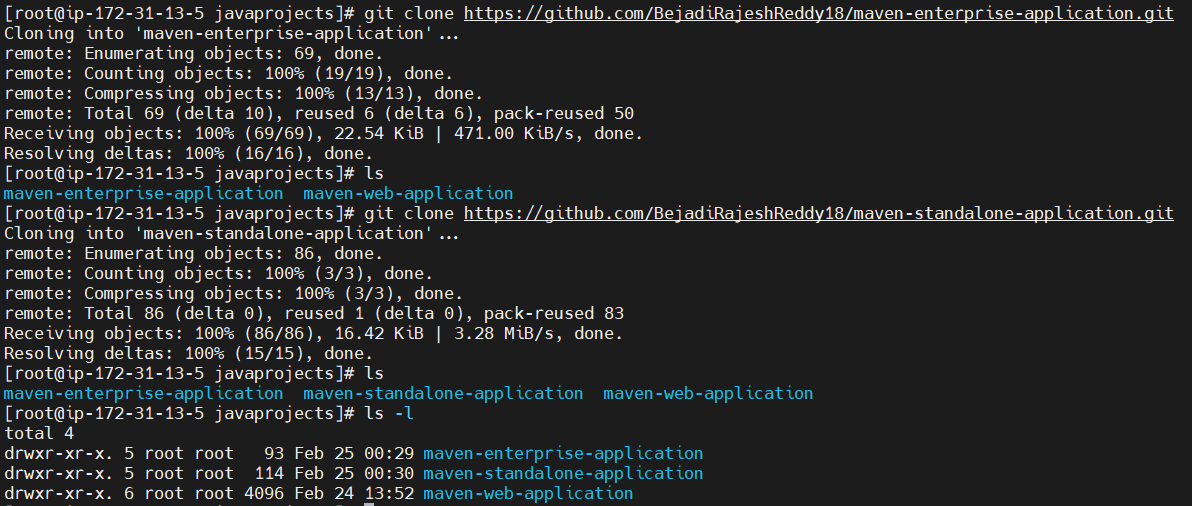 [root@ip-172-31-13-5 javaprojects]# git clone https://github.com/BejadiRajeshReddy18/maven-enterprise-application.git
Cloning into 'maven-enterprise-application'...
remote: Enumerating objects: 69, done.
remote: Counting objects: 100% (19/19), done.
remote: Compressing objects: 100% (13/13), done.
remote: Total 69 (delta 10), reused 6 (delta 6), pack-reused 50
Receiving objects: 100% (69/69), 22.54 KiB | 471.00 KiB/s, done.
Resolving deltas: 100% (16/16), done.
[root@ip-172-31-13-5 javaprojects]# ls
maven-enterprise-application  maven-web-application
[root@ip-172-31-13-5 javaprojects]# git clone https://github.com/BejadiRajeshReddy18/maven-standalone-application.git
Cloning into 'maven-standalone-application'...
remote: Enumerating objects: 86, done.
remote: Counting objects: 100% (3/3), done.
remote: Compressing objects: 100% (3/3), done.
remote: Total 86 (delta 0), reused 1 (delta 0), pack-reused 83
Receiving objects: 100% (86/86), 16.42 KiB | 3.28 MiB/s, done.
Resolving deltas: 100% (15/15), done.
[root@ip-172-31-13-5 javaprojects]# ls
maven-enterprise-application  maven-standalone-application  maven-web-application
[root@ip-172-31-13-5 javaprojects]# ls -l
total 4
drwxr-xr-x. 5 root root   93 Feb 25 00:29 maven-enterprise-application
drwxr-xr-x. 5 root root  114 Feb 25 00:30 maven-standalone-application
drwxr-xr-x. 6 root root 4096 Feb 24 13:52 maven-web-application